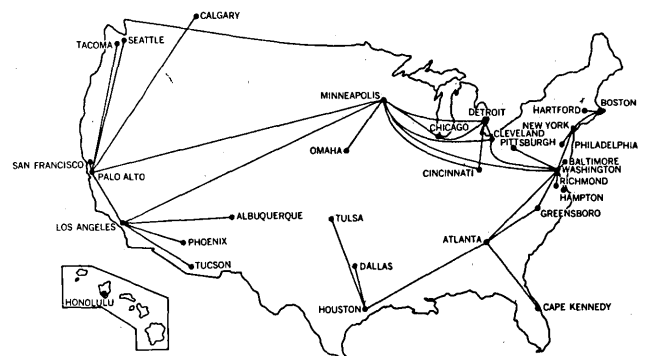 CALGARY
TACOMA
SEATTLE
MINNEAPOLIS
DETROIT
HARTFORD
BOSTON
NEW YORK
CHICAGO
CLEVELAND
PITTSBURGH
PHILADELPHIA
OMAHA
BALTIMORE
SAN FRANCISCO
WASHINGTON
PALO ALTO
CINCINNATI
RICHMOND
HAMPTON
GREENSBORO
ALBUQUERQUE
TULSA
LOS ANGELES
PHOENIX
ATLANTA
TUCSON
DALLAS
HONOLULU
HOUSTON
CAPE KENNEDY